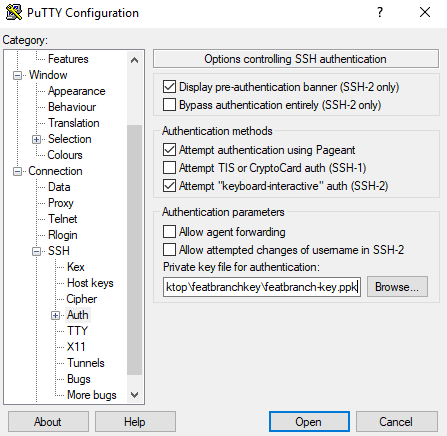 PuTTY Configuration
?
Category:
Features
Window
Appearance
Behaviour
Translation
Selection
Colours
Connection
Data
Proxy
Telnet
Rlogin
SSH
Kex
Host keys
Cipher
Auth
TTY
X11
Tunnels
Bugs
More bugs
Options controlling SSH authentication
Display pre-authentication banner (SSH-2 only)
Bypass authentication entirely (SSH-2 only)
Authentication methods
Attempt authentication using Pageant
Attempt TIS or CryptoCard auth (SSH-1)
Attempt "keyboard-interactive" auth (SSH-2)
Authentication parameters
Allow agent forwarding
Allow attempted changes of username in SSH-2
Private key file for authentication:
ktop\featbranchkey\featbranch-key.ppk
Browse...
About
Help
Open
Cancel